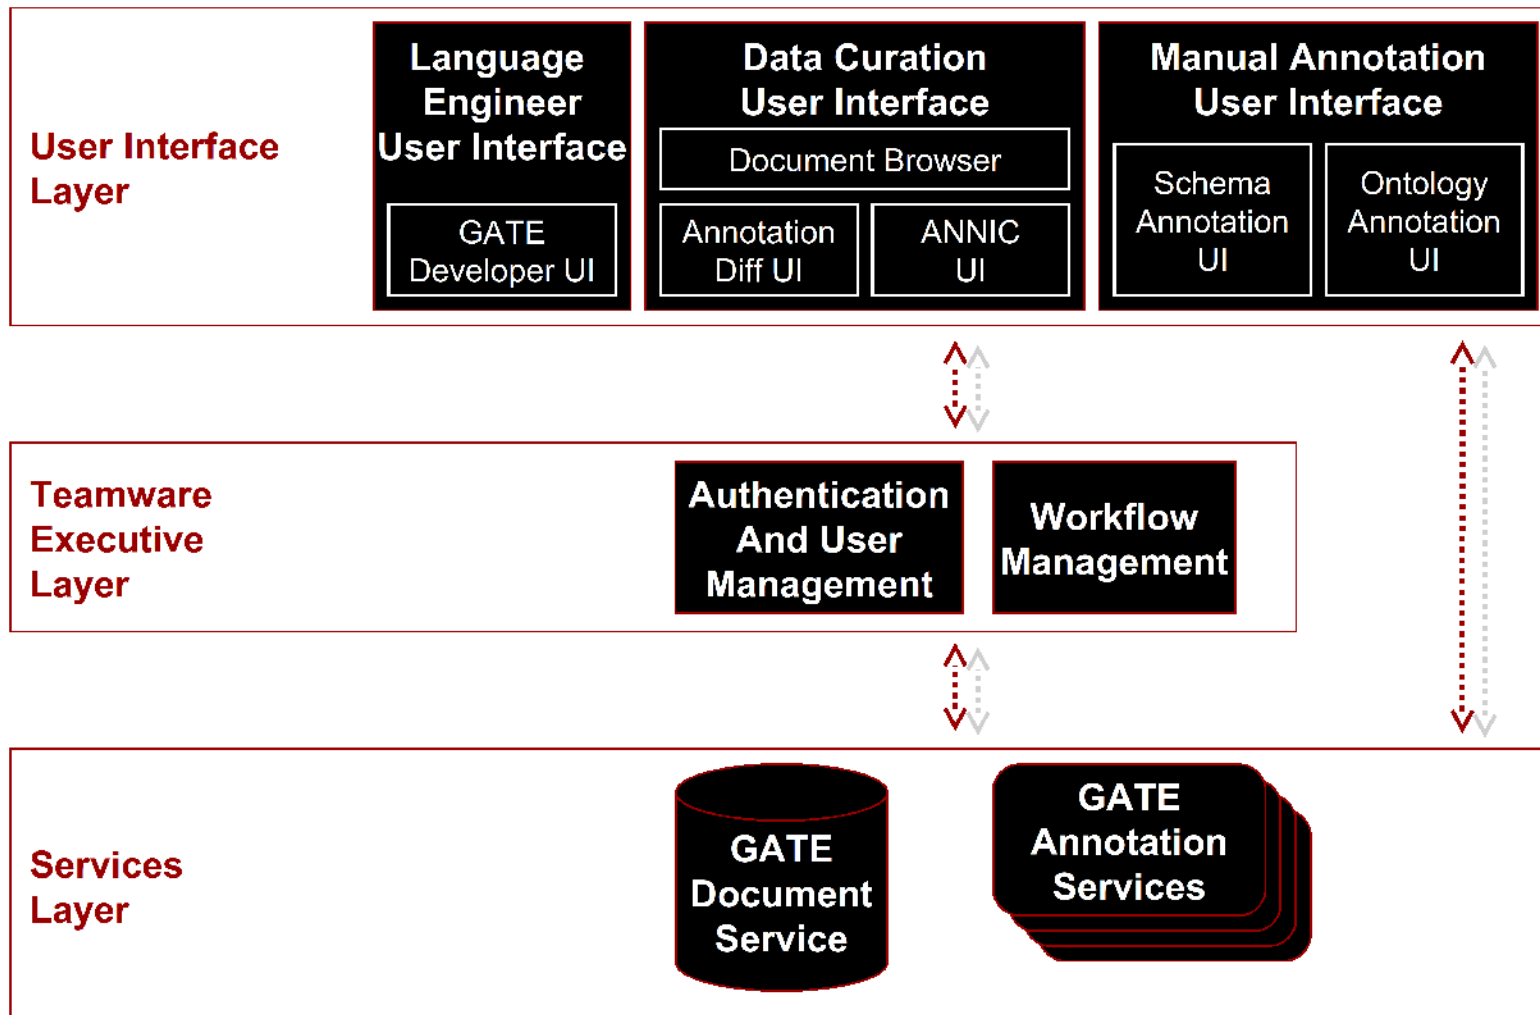 User Interface
Layer
Language
Engineer
User Interface
GATE
Developer UI
Data Curation
User Interface
Document Browser
Annotation
Diff UI
ANNIC
UI
Manual Annotation
User Interface
Schema
Annotation
UI
Ontology
Annotation
UI
Teamware
Executive
Layer
Authentication
And User
Management
Workflow
Management
Services
Layer
GATE
Document
Service
GATE
Annotation
Services